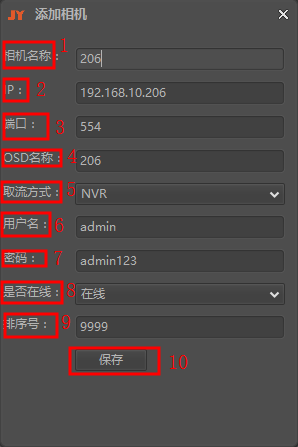 JY 添加相机 ×
相机名称： 206 1
IP： 192.168.10.206 2
端口： 554 3
OSD名称： 206 4
取流方式： NVR 5
用户名： admin 6
密码： admin123 7
是否在线： 在线 8
排序号： 9999 9
保存 10